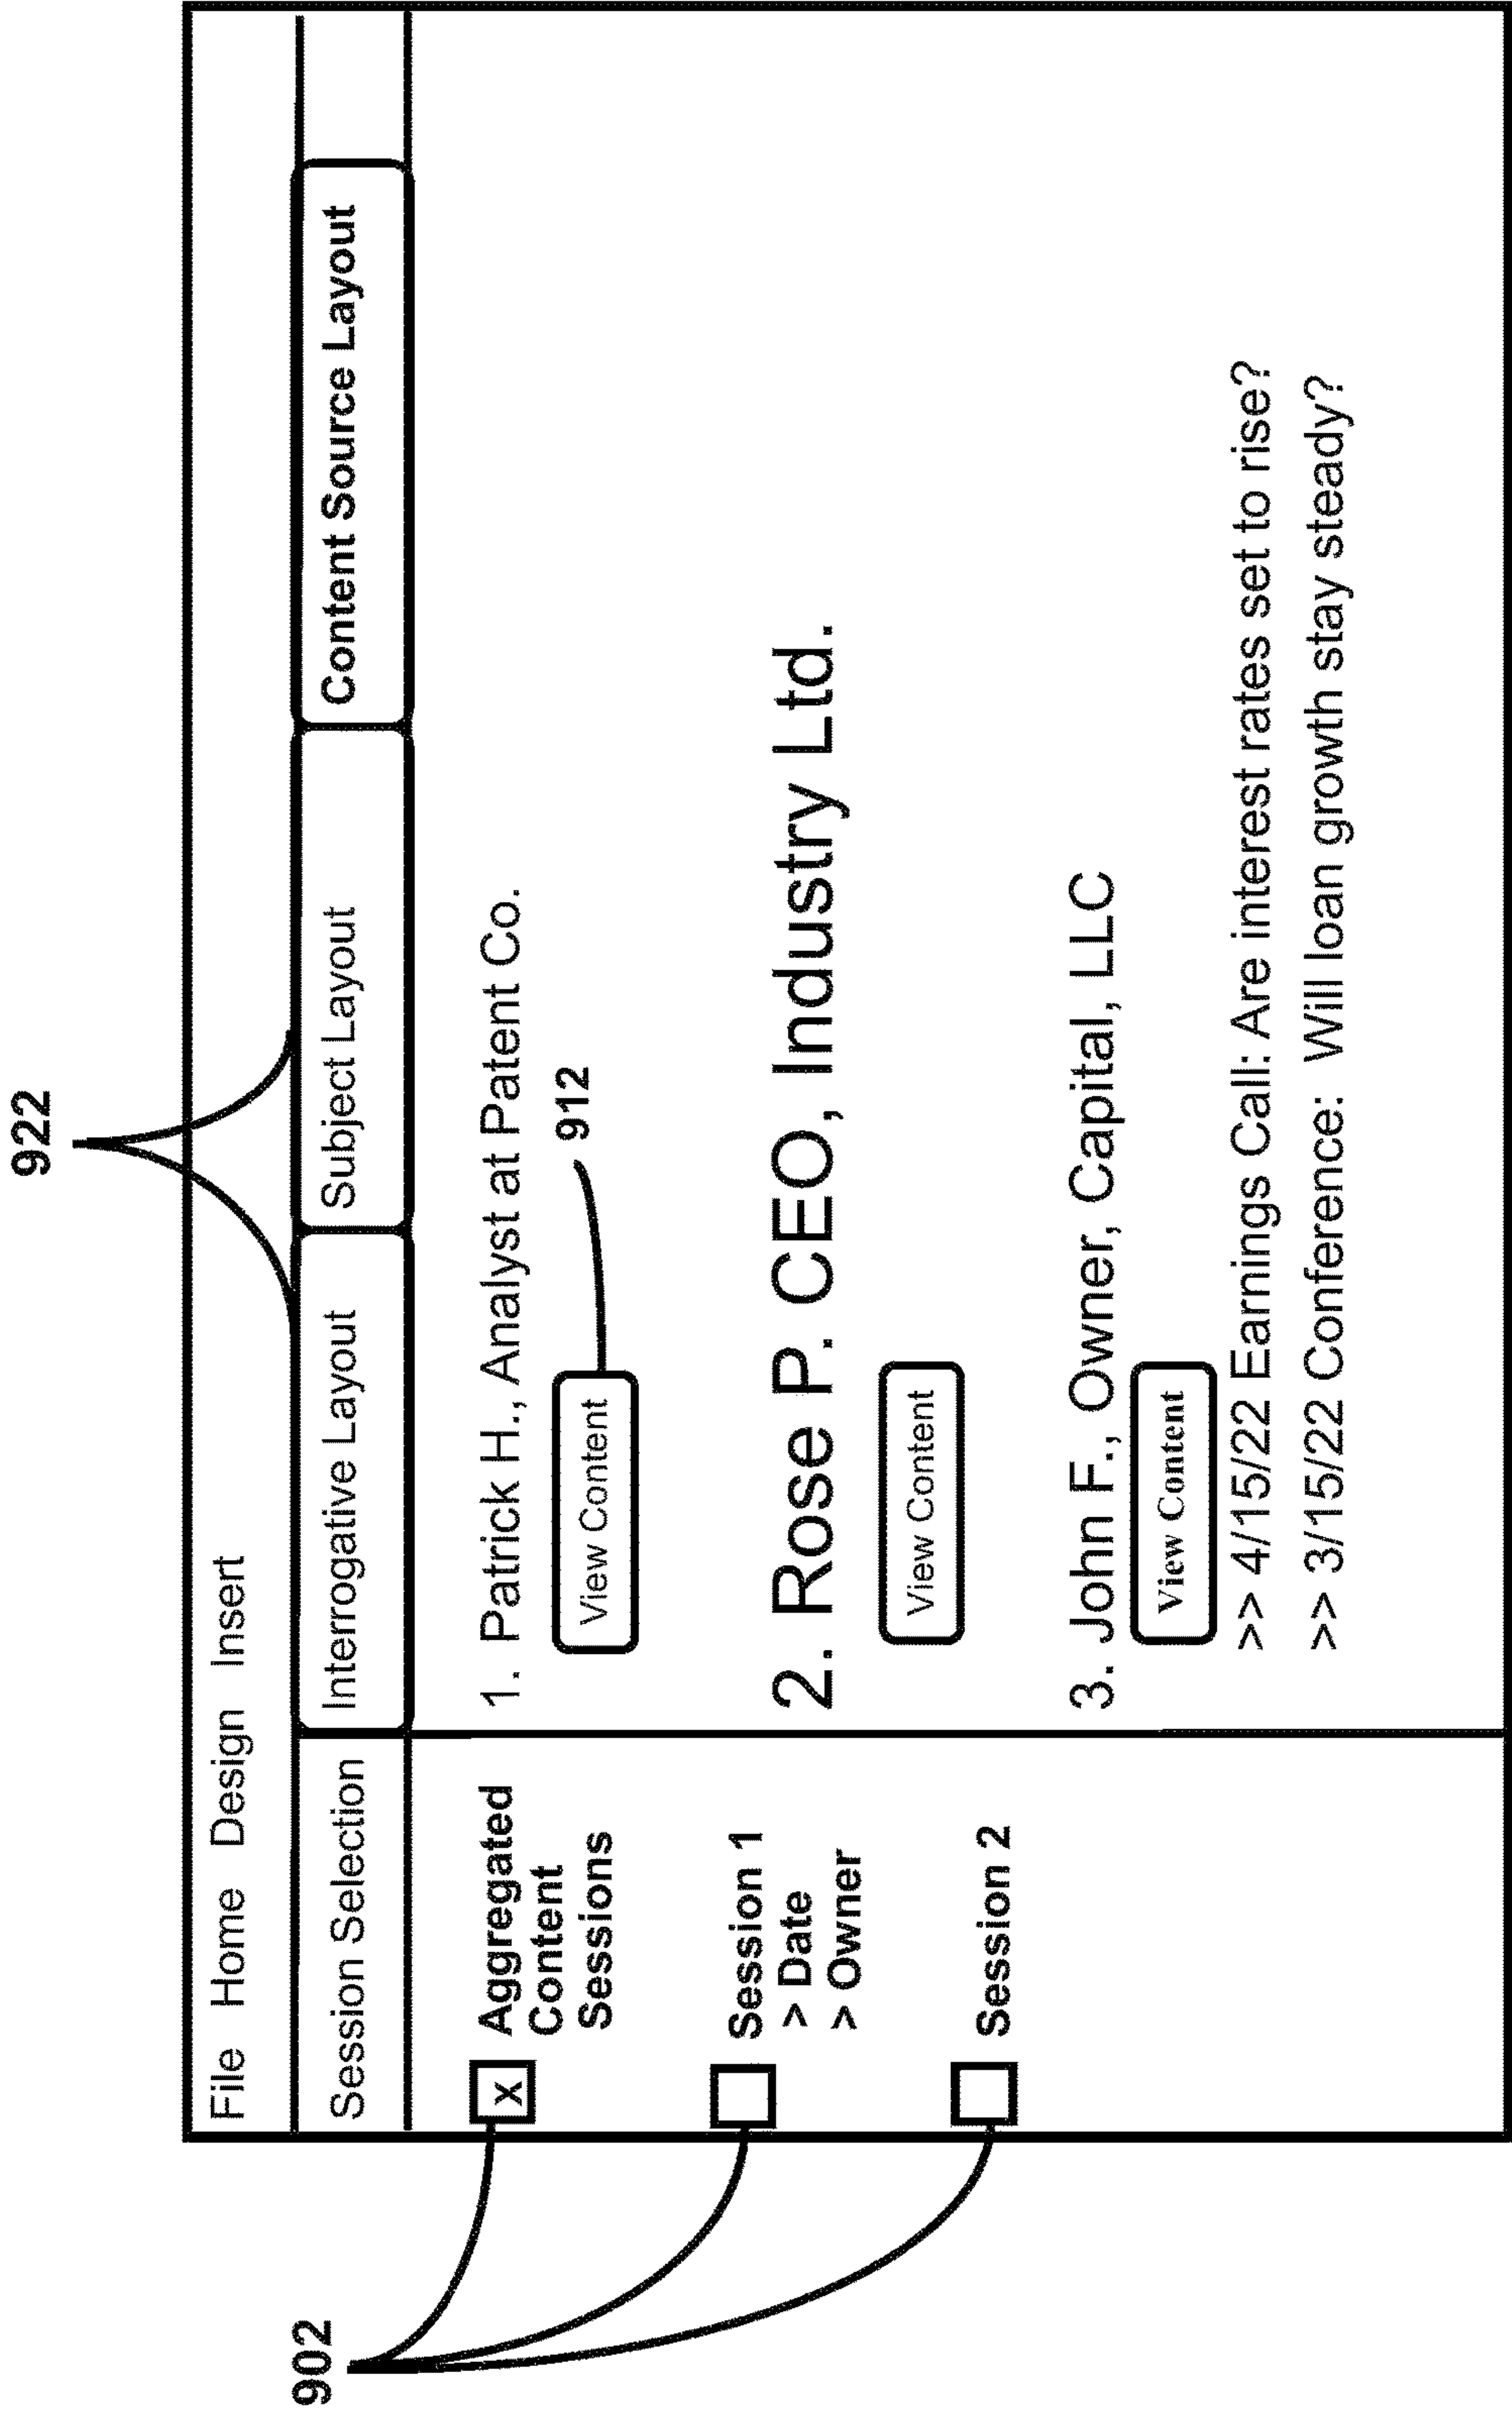 922
File Home Design Insert
Session Selection
Interrogative Layout
Subject Layout
Content Source Layout
902
x
Aggregated
Content
Sessions
Session 1
> Date
> Owner
Session 2
1. Patrick H., Analyst at Patent Co.
View Content
912
2. Rose P. CEO, Industry Ltd.
View Content
3. John F., Owner, Capital, LLC
View Content
>> 4/15/22 Earnings Call: Are interest rates set to rise?
>> 3/15/22 Conference: Will loan growth stay steady?